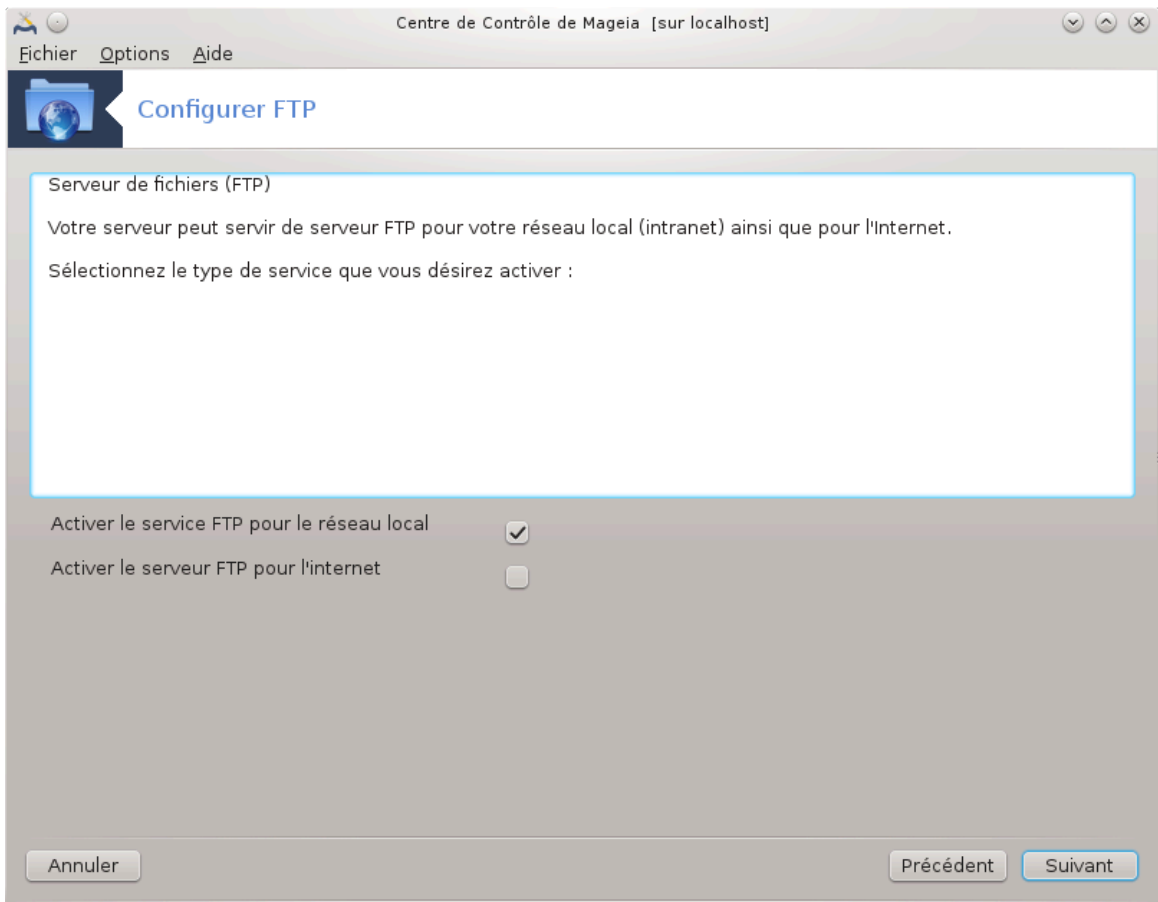 Centre de Contrôle de Mageia [sur localhost]
Fichier Options Aide
Configurer FTP
Serveur de fichiers (FTP)
Votre serveur peut servir de serveur FTP pour votre réseau local (intranet) ainsi que pour l'Internet.
Sélectionnez le type de service que vous désirez activer :
Activer le service FTP pour le réseau local
Activer le serveur FTP pour l'internet
Annuler Précédent Suivant